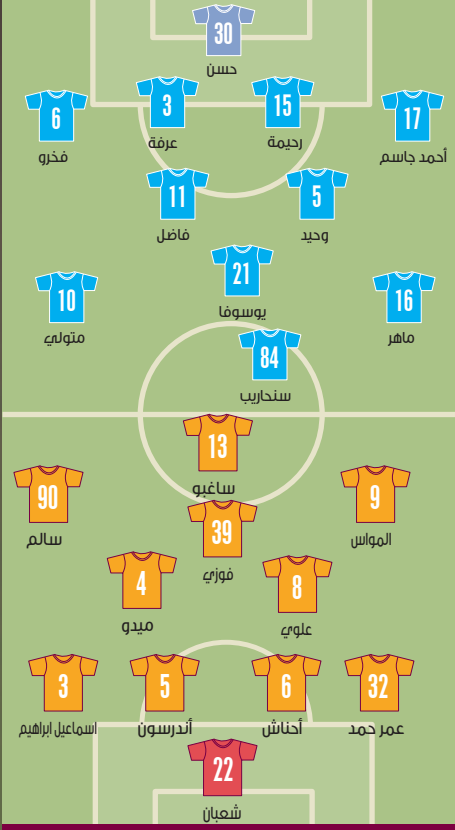 30
حسن
17
أحمد جاسم
15
رحيمة
3
عرفة
6
فخرو
5
وحيد
11
فاضل
21
يوسوفا
16
ماهر
10
متولي
84
سنحاريب
13
ساغبو
9
المواس
90
سالم
39
فوزي
8
علوي
4
ميدو
32
عمر حمد
6
أحناش
5
أندرسون
3
اسماعيل ابراهيم
22
شعبان